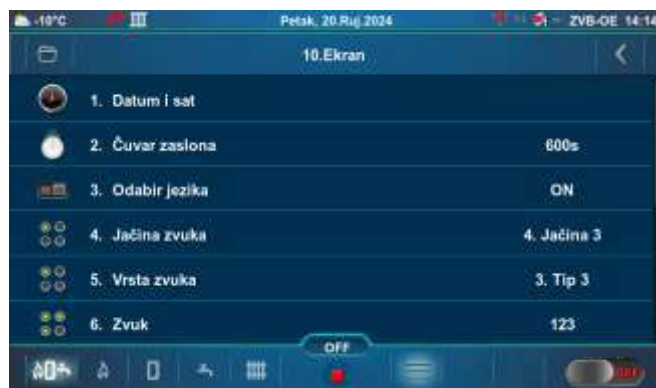 -10°C Petak, 20.Ruj.2024 ZVB-OE 14:14
10.Ekran
1. Datum i sat
2. Čuvar zaslona 600s
3. Odabir jezika ON
4. Jačina zvuka 4. Jačina 3
5. Vrsta zvuka 3. Tip 3
6. Zvuk 123
OFF
OFF